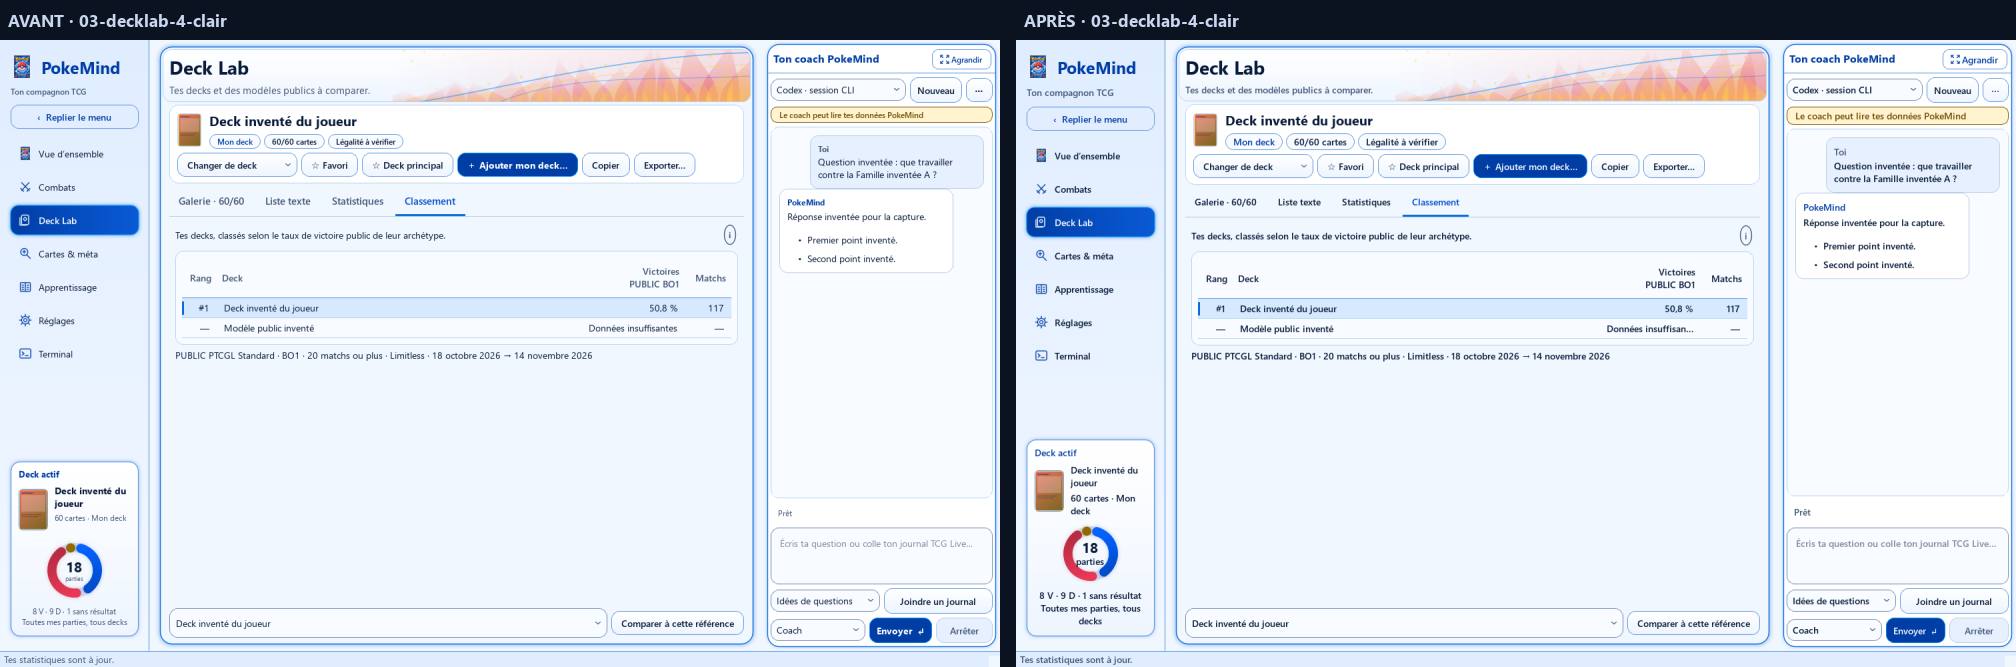 AVANT · 03-decklab-4-clair
PokeMind
Ton compagnon TCG
‹ Replier le menu
Vue d'ensemble
Combats
Deck Lab
Cartes & méta
Apprentissage
Réglages
Terminal
Deck actif
Deck inventé du
joueur
60 cartes · Mon deck
18
parties
8 V · 9 D · 1 sans résultat
Toutes mes parties, tous decks
Deck Lab
Tes decks et des modèles publics à comparer.
Deck inventé du joueur
Mon deck
60/60 cartes
Légalité à vérifier
Changer de deck
☆ Favori
☆ Deck principal
+ Ajouter mon deck...
Copier
Exporter...
Galerie · 60/60
Liste texte
Statistiques
Classement
Tes decks, classés selon le taux de victoire public de leur archétype.
i
Rang Deck Victoires PUBLIC BO1 Matchs
#1 Deck inventé du joueur 50,8 % 117
— Modèle public inventé Données insuffisantes —
PUBLIC PTCGL Standard · BO1 · 20 matchs ou plus · Limitless · 18 octobre 2026 → 14 novembre 2026
Deck inventé du joueur
Comparer à cette référence
Ton coach PokeMind
Agrandir
Codex · session CLI
Nouveau
...
Le coach peut lire tes données PokeMind
Toi
Question inventée : que travailler
contre la Famille inventée A ?
PokeMind
Réponse inventée pour la capture.
• Premier point inventé.
• Second point inventé.
Prêt
Écris ta question ou colle ton journal TCG Live...
Idées de questions
Joindre un journal
Coach
Envoyer ↲
Arrêter
Tes statistiques sont à jour.
APRÈS · 03-decklab-4-clair
PokeMind
Ton compagnon TCG
‹ Replier le menu
Vue d'ensemble
Combats
Deck Lab
Cartes & méta
Apprentissage
Réglages
Terminal
Deck actif
Deck inventé du
joueur
60 cartes · Mon
deck
18
parties
8 V · 9 D · 1 sans résultat
Toutes mes parties, tous
decks
Deck Lab
Tes decks et des modèles publics à comparer.
Deck inventé du joueur
Mon deck
60/60 cartes
Légalité à vérifier
Changer de deck
☆ Favori
☆ Deck principal
+ Ajouter mon deck...
Copier
Exporter...
Galerie · 60/60
Liste texte
Statistiques
Classement
Tes decks, classés selon le taux de victoire public de leur archétype.
i
Rang Deck Victoires PUBLIC BO1 Matchs
#1 Deck inventé du joueur 50,8 % 117
— Modèle public inventé Données insuffisan... —
PUBLIC PTCGL Standard · BO1 · 20 matchs ou plus · Limitless · 18 octobre 2026 → 14 novembre 2026
Deck inventé du joueur
Comparer à cette référence
Ton coach PokeMind
Agrandir
Codex · session CLI
Nouveau
...
Le coach peut lire tes données PokeMind
Toi
Question inventée : que travailler
contre la Famille inventée A ?
PokeMind
Réponse inventée pour la capture.
• Premier point inventé.
• Second point inventé.
Prêt
Écris ta question ou colle ton journal TCG Live...
Idées de questions
Joindre un journal
Coach
Envoyer ↲
Arrêter
Tes statistiques sont à jour.